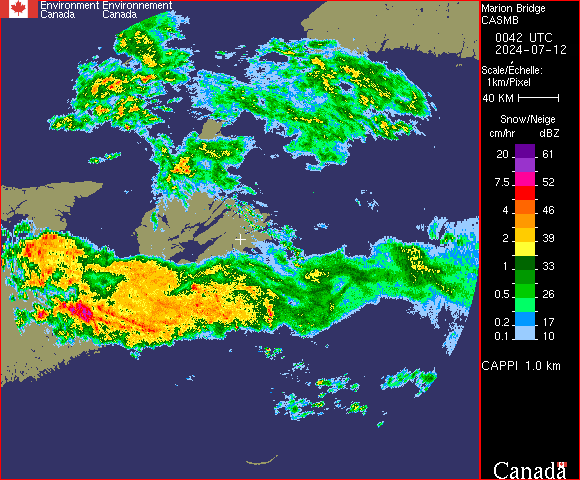 Environment Environnement
Canada Canada
Marion Bridge
CASMB
0042 UTC
2024-07-12
Scale/Échelle:
1km/Pixel
40 KM
Snow/Neige
cm/hr dBZ
20 61
7.5 52
4 46
2 39
1 33
0.5 26
0.2 17
0.1 10
CAPPI 1.0 km
Canada